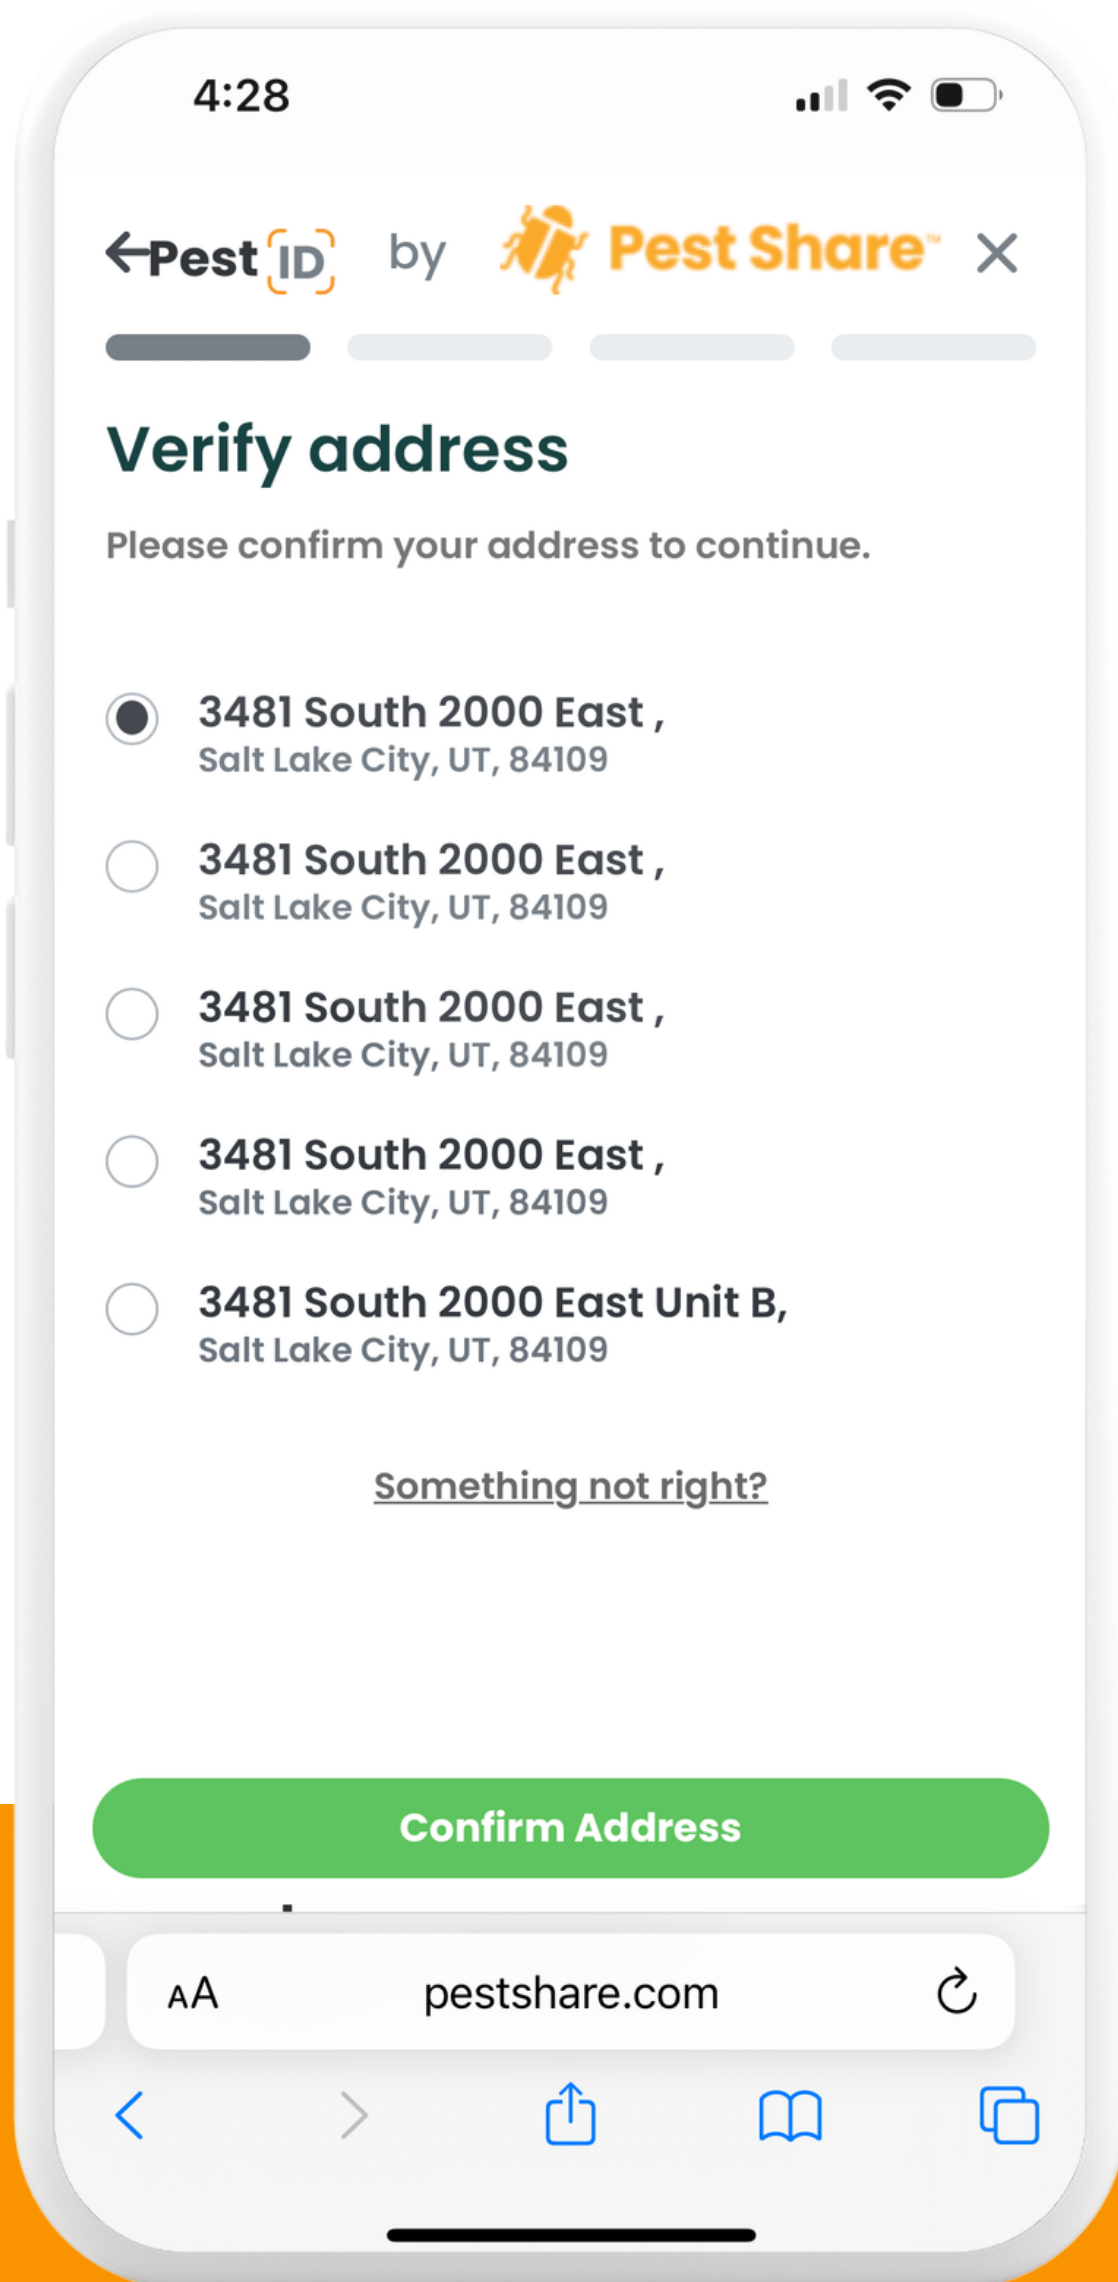 4:28
Pest ID by Pest Share™
Verify address
Please confirm your address to continue.
3481 South 2000 East ,
Salt Lake City, UT, 84109
3481 South 2000 East ,
Salt Lake City, UT, 84109
3481 South 2000 East ,
Salt Lake City, UT, 84109
3481 South 2000 East ,
Salt Lake City, UT, 84109
3481 South 2000 East Unit B,
Salt Lake City, UT, 84109
Something not right?
Confirm Address
AA pestshare.com